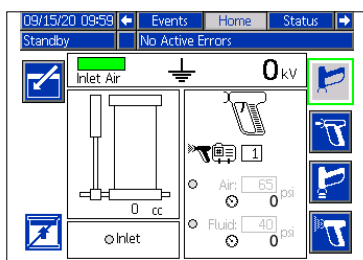 09/15/20 09:59 Events Home Status
Standby No Active Errors
Inlet Air 0 kV
1
Air: 65 psi
0
0 cc
Fluid: 40 psi
0
Inlet